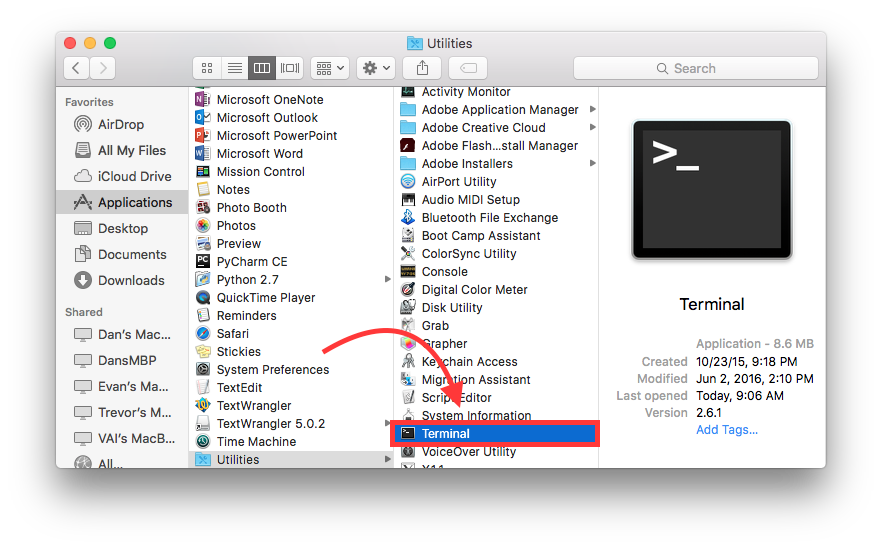 Utilities
Search
Favorites
AirDrop
All My Files
iCloud Drive
Applications
Desktop
Documents
Downloads
Shared
Dan's Mac...
DansMBP
Evan's Ma...
Trevor's M...
VAI's MacB...
All...
Microsoft OneNote
Microsoft Outlook
Microsoft PowerPoint
Microsoft Word
Mission Control
Notes
Photo Booth
Photos
Preview
PyCharm CE
Python 2.7
QuickTime Player
Reminders
Safari
Stickies
System Preferences
TextEdit
TextWrangler
TextWrangler 5.0.2
Time Machine
Utilities
Activity Monitor
Adobe Application Manager
Adobe Creative Cloud
Adobe Flash...stall Manager
Adobe Installers
AirPort Utility
Audio MIDI Setup
Bluetooth File Exchange
Boot Camp Assistant
ColorSync Utility
Console
Digital Color Meter
Disk Utility
Grab
Grapher
Keychain Access
Migration Assistant
Script Editor
System Information
Terminal
VoiceOver Utility
X11
>_
Terminal
Application - 8.6 MB
Created 10/23/15, 9:18 PM
Modified Jun 2, 2016, 2:10 PM
Last opened Today, 9:06 AM
Version 2.6.1
Add Tags...